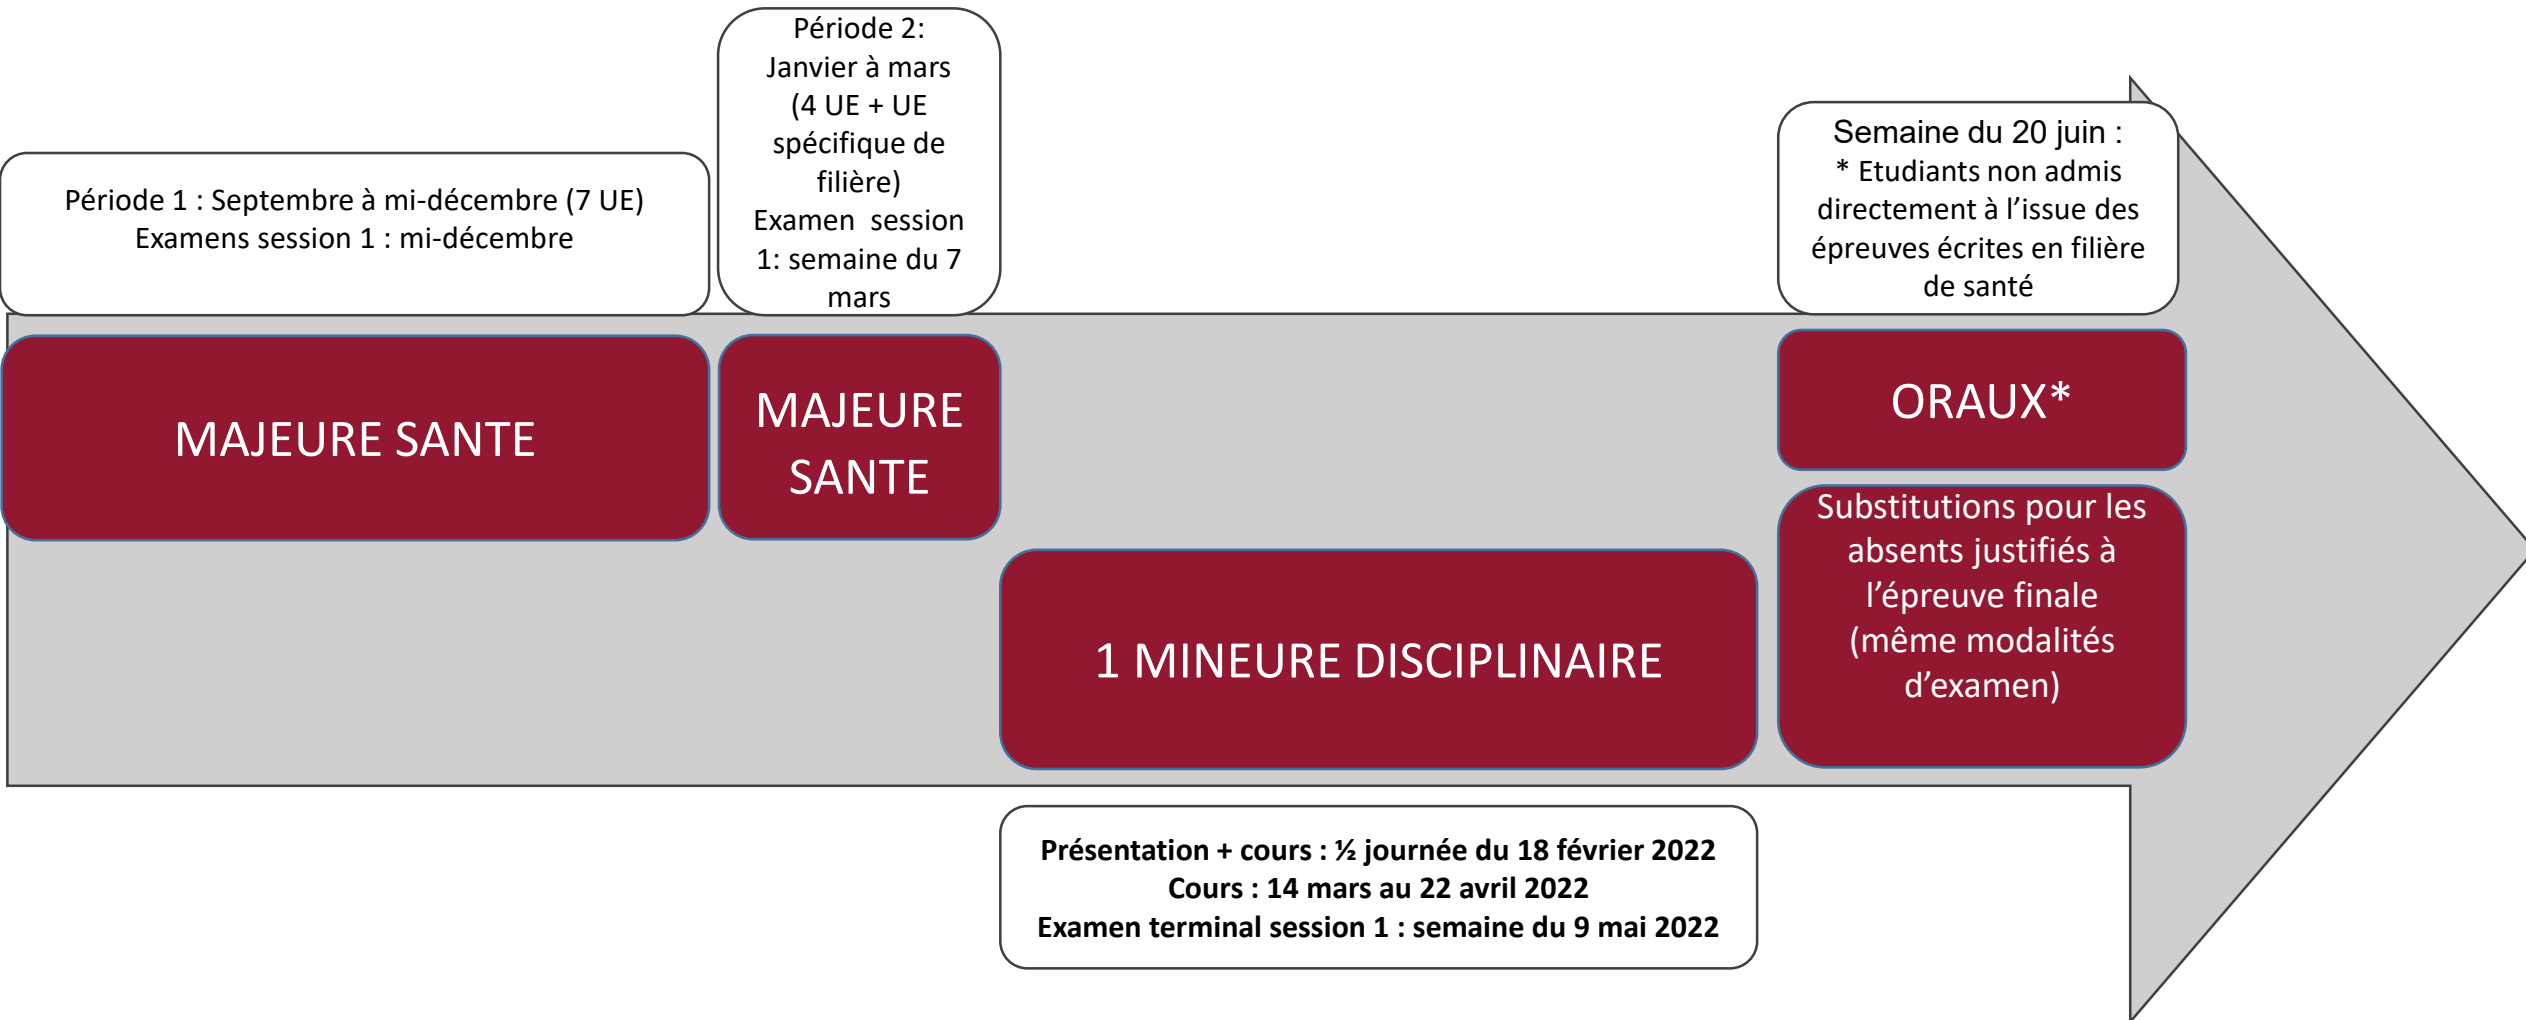 Période 1 : Septembre à mi-décembre (7 UE)
Examens session 1 : mi-décembre
Période 2:
Janvier à mars
(4 UE + UE
spécifique de
filière)
Examen  session
1: semaine du 7
mars
Semaine du 20 juin :
* Etudiants non admis
directement à l’issue des
épreuves écrites en filière
de santé
MAJEURE SANTE
MAJEURE
SANTE
ORAUX*
Substitutions pour les
absents justifiés à
l’épreuve finale
(même modalités
d’examen)
1 MINEURE DISCIPLINAIRE
Présentation + cours : ½ journée du 18 février 2022
Cours : 14 mars au 22 avril 2022
Examen terminal session 1 : semaine du 9 mai 2022